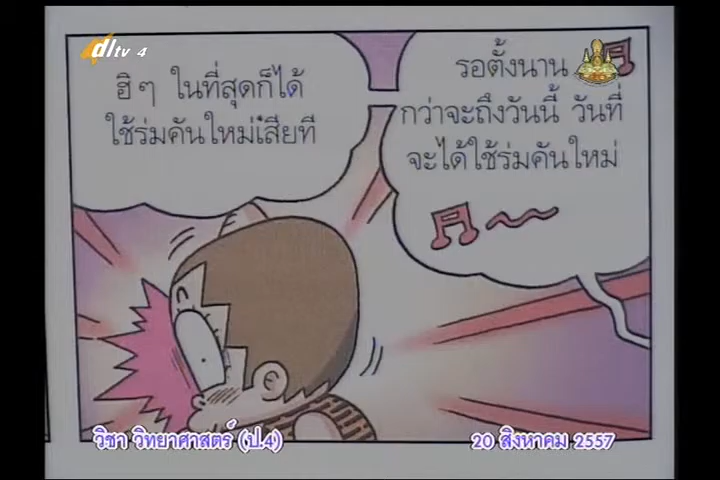 dltv 4
ฮิๆ ในที่สุดก็ได้
ใช้ร่มคันใหม่เสียที
รอตั้งนาน
กว่าจะถึงวันนี้ วันที่
จะได้ใช้ร่มคันใหม่
วิชา วิทยาศาสตร์ (ป.4)
20 สิงหาคม 2557